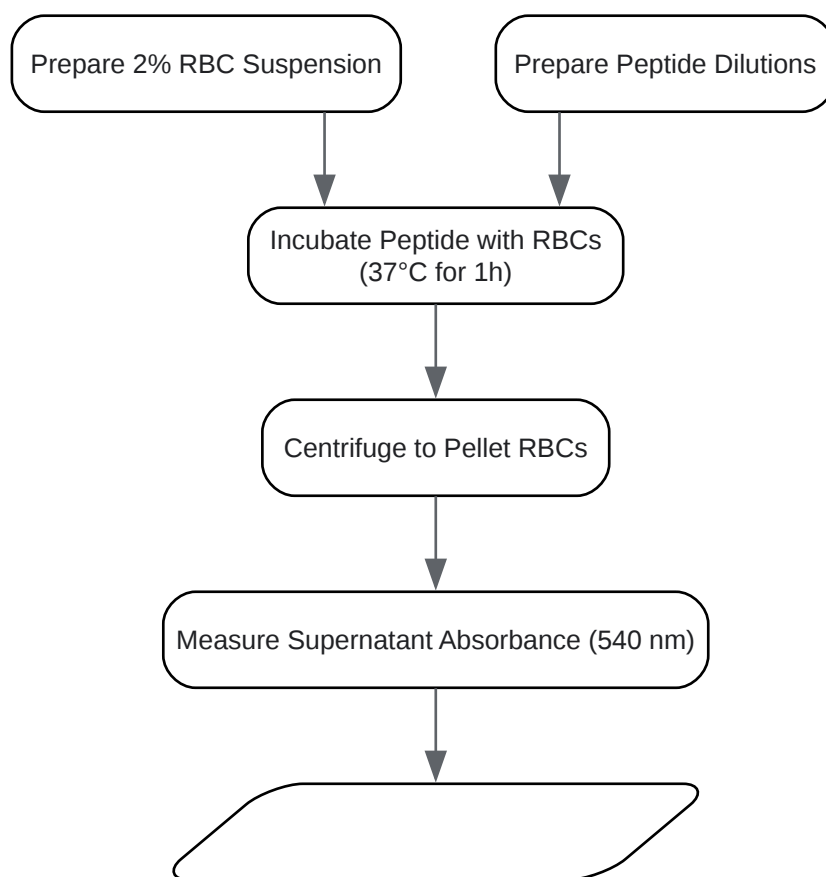 Prepare 2% RBC Suspension
Prepare Peptide Dilutions
Incubate Peptide with RBCs
(37°C for 1h)
Centrifuge to Pellet RBCs
Measure Supernatant Absorbance (540 nm)